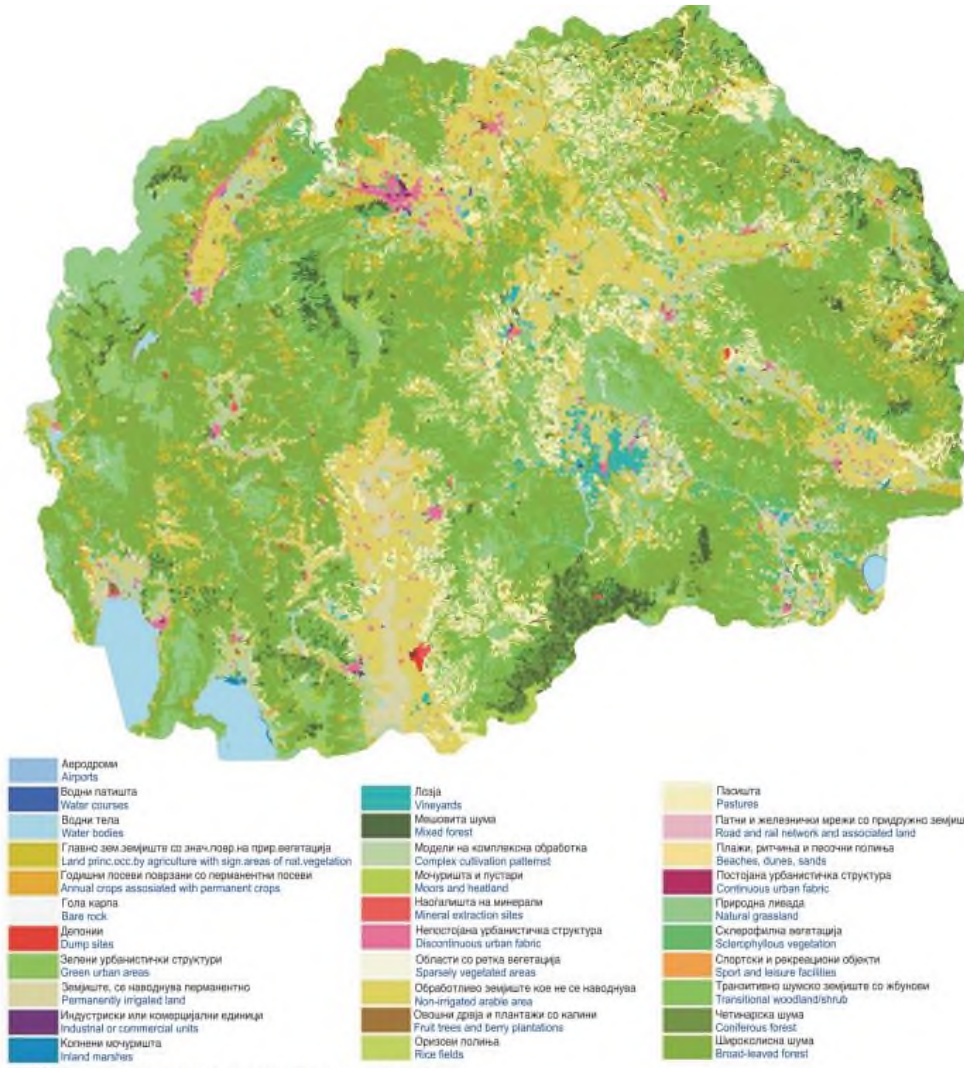 Аеродроми
Airports
Водни патишта
Water courses
Водни тела
Water bodies
Главно зем.земјиште со знач.повр.на прир.вегетација
Land princ.occ.by agriculture with sign.areas of nat.vegetation
Годишни посеви поврзани со перманентни посеви
Annual crops associated with permanent crops
Гола карпа
Bare rock
Депонии
Dump sites
Зелени урбанистички структури
Green urban areas
Земјиште, се наводнува перманентно
Permanently irrigaled land
Индустриски или комерцијални единици
Industrial or commercial units
Копнени мочуришта
Inland marshes
Лозја
Vineyards
Мешовита шума
Mixed forest
Модели на комплексна обработка
Complex cultivation patternst
Мочуришта и пустари
Moors and heatland
Наоѓалишта на минерали
Mineral extraction sites
Непостојана урбанистичка структура
Discontinuous urban fabric
Области со ретка вегетација
Sparsely vegetated areas
Обработливо земјиште кое не се наводнува
Non-irrigated arable area
Овошни дрвја и плантажи со капини
Fruit trees and berry plantations
Оризови полиња
Rice fields
Пасишта
Pastures
Патни и железнички мрежи со придружно земјиш
Road and rail network and associated land
Плажи, ритчиња и песочни полиња
Beaches, dunes, sands
Постојана урбанистичка структура
Continuous urban fabric
Природна ливада
Natural grassland
Склерофилна вегетација
Sclerophyllous vegetation
Спортски и рекреациони објекти
Sport and leisure facilities
Транзитивно шумско земјиште со жбунови
Transitional woodland/shrub
Четинарска шума
Coniferous forest
Широколисна шума
Broad-leaved forest